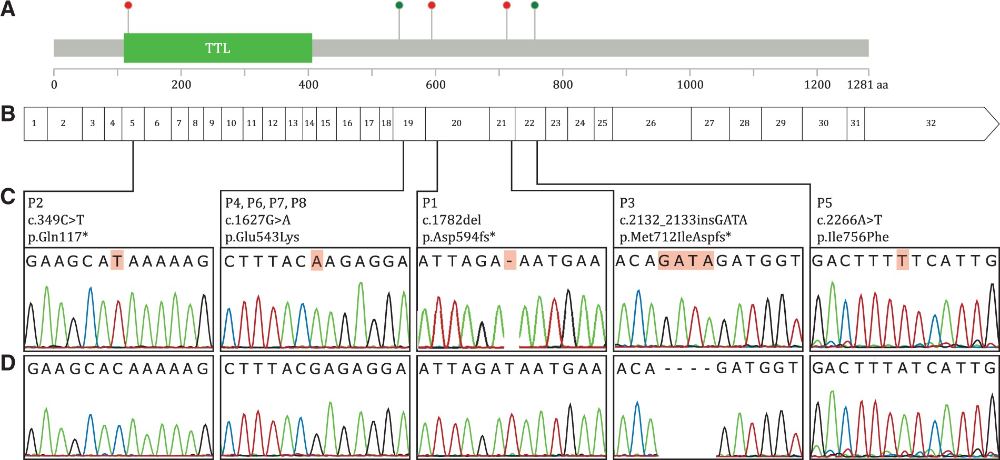 A
TTL
0 200 400 600 800 1000 1200 1281 aa
B
1 2 3 4 5 6 7 8 9 10 11 12 13 14 15 16 17 18 19 20 21 22 23 24 25 26 27 28 29 30 31 32
C
P2
c.349C>T
p.Gln117*
GAAGCATAAAAAG
P4, P6, P7, P8
c.1627G>A
p.Glu543Lys
CTTTACAAGAGGA
P1
c.1782del
p.Asp594fs*
ATTAGA-AATGAA
P3
c.2132_2133insGATA
p.Met712IleAspfs*
ACAGATAGATGGT
P5
c.2266A>T
p.Ile756Phe
GACTTTTTCATTG
D
GAAGCACAAAAAG
CTTTACGAGAGGA
ATTAGATAATGAA
ACA----GATGGT
GACTTTATCATTG